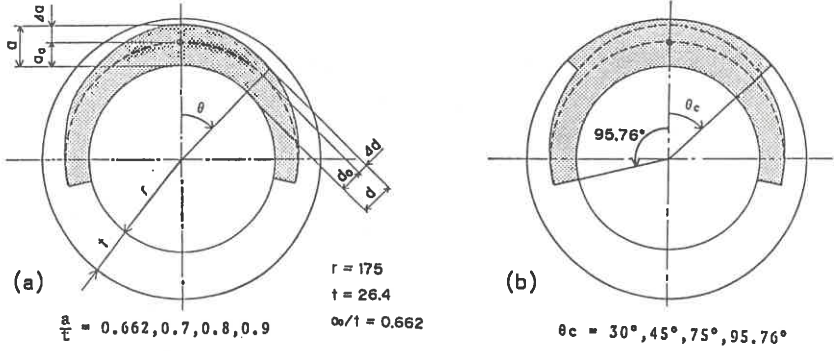 Δa
a
a₀
θ
Δd
d₀
d
r
t
(a)
r = 175
t = 26.4
a₀/t = 0.662
a/t = 0.662,0.7,0.8,0.9
θc
95.76°
(b)
θc = 30°,45°,75°,95.76°